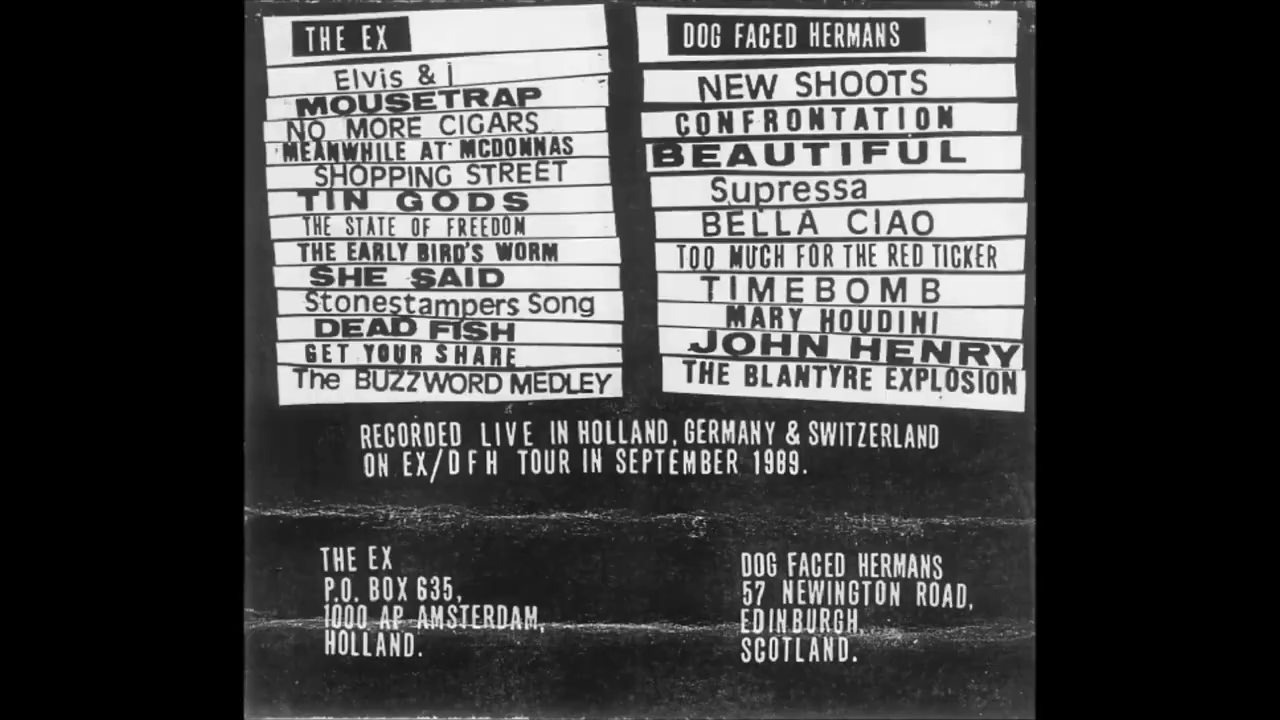 THE EX
Elvis & I
MOUSETRAP
NO MORE CIGARS
MEANWHILE AT MCDONNAS
SHOPPING STREET
TIN GODS
THE STATE OF FREEDOM
THE EARLY BIRD'S WORM
SHE SAID
Stonestampers Song
DEAD FISH
GET YOUR SHARE
The BUZZWORD MEDLEY
DOG FACED HERMANS
NEW SHOOTS
CONFRONTATION
BEAUTIFUL
Supressa
BELLA CIAO
TOO MUCH FOR THE RED TICKER
TIMEBOMB
MARY HOUDINI
JOHN HENRY
THE BLANTYRE EXPLOSION
RECORDED LIVE IN HOLLAND, GERMANY & SWITZERLAND
ON EX/DFH TOUR IN SEPTEMBER 1989.
THE EX
P.O. BOX 635,
1000 AP AMSTERDAM,
HOLLAND.
DOG FACED HERMANS
57 NEWINGTON ROAD,
EDINBURGH,
SCOTLAND.